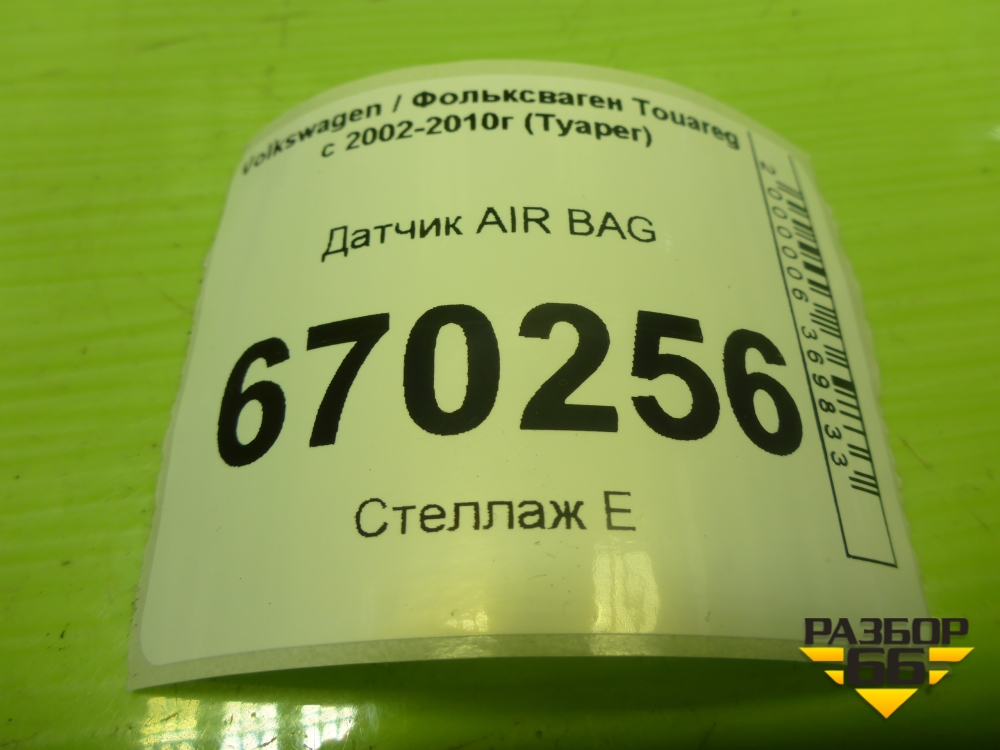 Volkswagen / Фольксваген Touareg
с 2002-2010г (Туарег)
Датчик AIR BAG
670256
Стеллаж Е
2000006369833
РАЗБОР
66